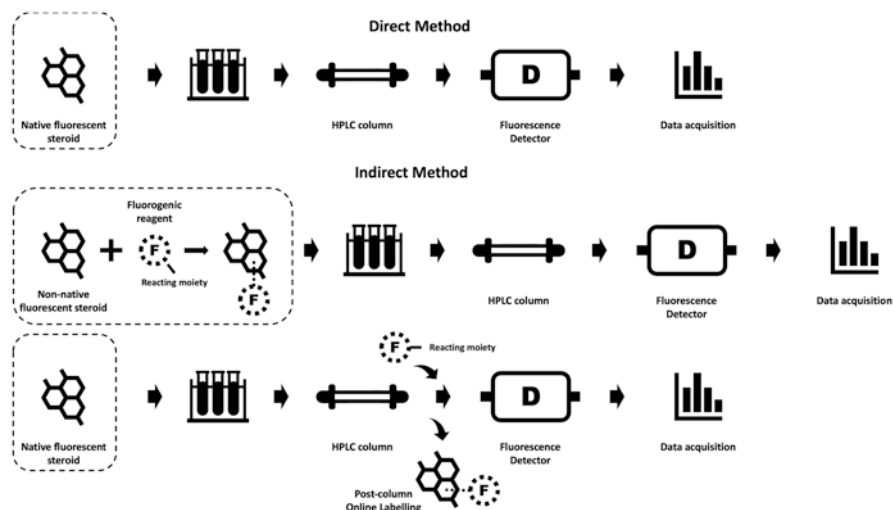 Direct Method
D
Native fluorescent
steroid
HPLC column
Fluorescence
Detector
Data acquisition
Indirect Method
Fluorogenic
reagent
F
Reacting moiety
F
Non-native
fluorescent steroid
D
HPLC column
Fluorescence
Detector
Data acquisition
F
Reacting moiety
D
Native fluorescent
steroid
HPLC column
Fluorescence
Detector
Data acquisition
F
Post-column
Online Labelling